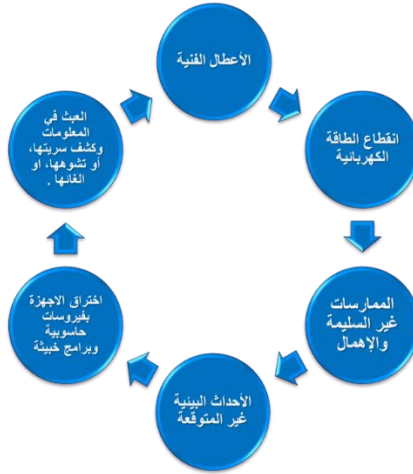 الأعطال الفنية
انقطاع الطاقة
الكهربائية
الممارسات
غير السليمة
والإهمال
الأحداث البيئية
غير المتوقعة
اختراق الاجهزة
بفيروسات
حاسوبية
وبرامج خبيثة
العبث في
المعلومات
وكشف سريتها،
أو تشوهها، او
الغائها .